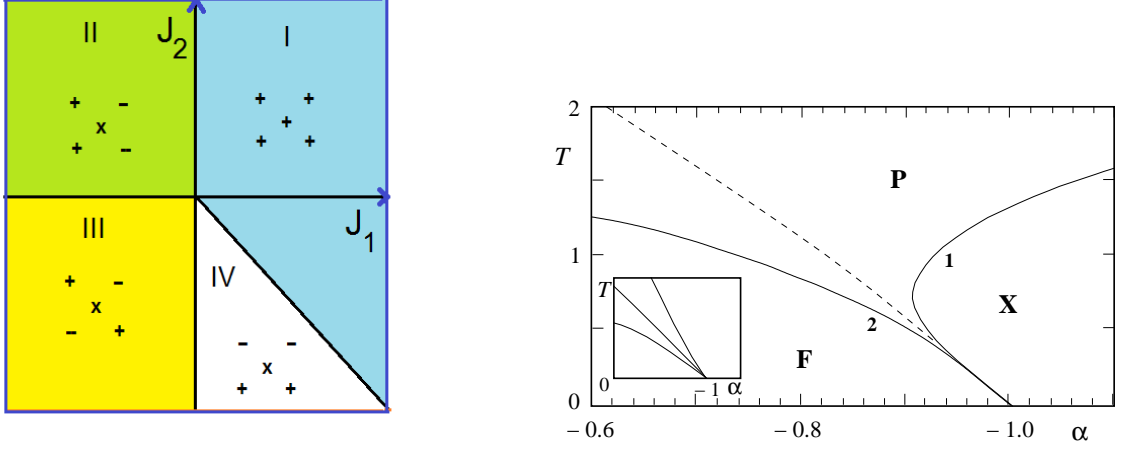 II
J2
I
+ -
x
+ -
+ +
+
+ +
III
J1
+ -
x
- +
IV
- -
x
+ +
2
T
P
1
1
X
2
F
T
0
- 1 α
0
- 0.6
- 0.8
- 1.0
α